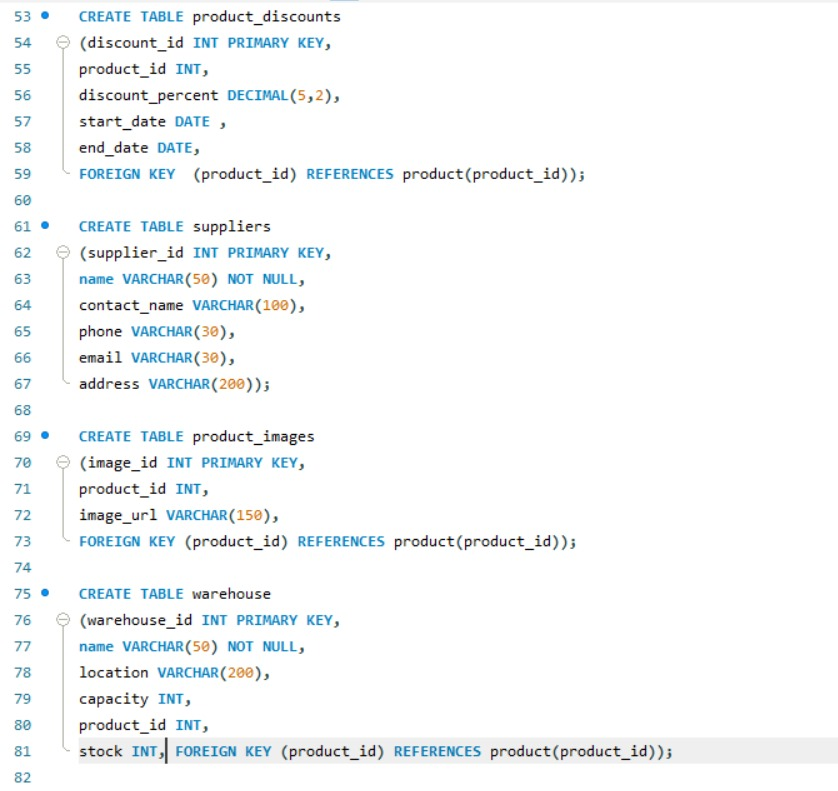 53 CREATE TABLE product_discounts
54 (discount_id INT PRIMARY KEY,
55 product_id INT,
56 discount_percent DECIMAL(5,2),
57 start_date DATE ,
58 end_date DATE,
59 FOREIGN KEY  (product_id) REFERENCES product(product_id));
60
61 CREATE TABLE suppliers
62 (supplier_id INT PRIMARY KEY,
63 name VARCHAR(50) NOT NULL,
64 contact_name VARCHAR(100),
65 phone VARCHAR(30),
66 email VARCHAR(30),
67 address VARCHAR(200));
68
69 CREATE TABLE product_images
70 (image_id INT PRIMARY KEY,
71 product_id INT,
72 image_url VARCHAR(150),
73 FOREIGN KEY (product_id) REFERENCES product(product_id));
74
75 CREATE TABLE warehouse
76 (warehouse_id INT PRIMARY KEY,
77 name VARCHAR(50) NOT NULL,
78 location VARCHAR(200),
79 capacity INT,
80 product_id INT,
81 stock INT, FOREIGN KEY (product_id) REFERENCES product(product_id));
82